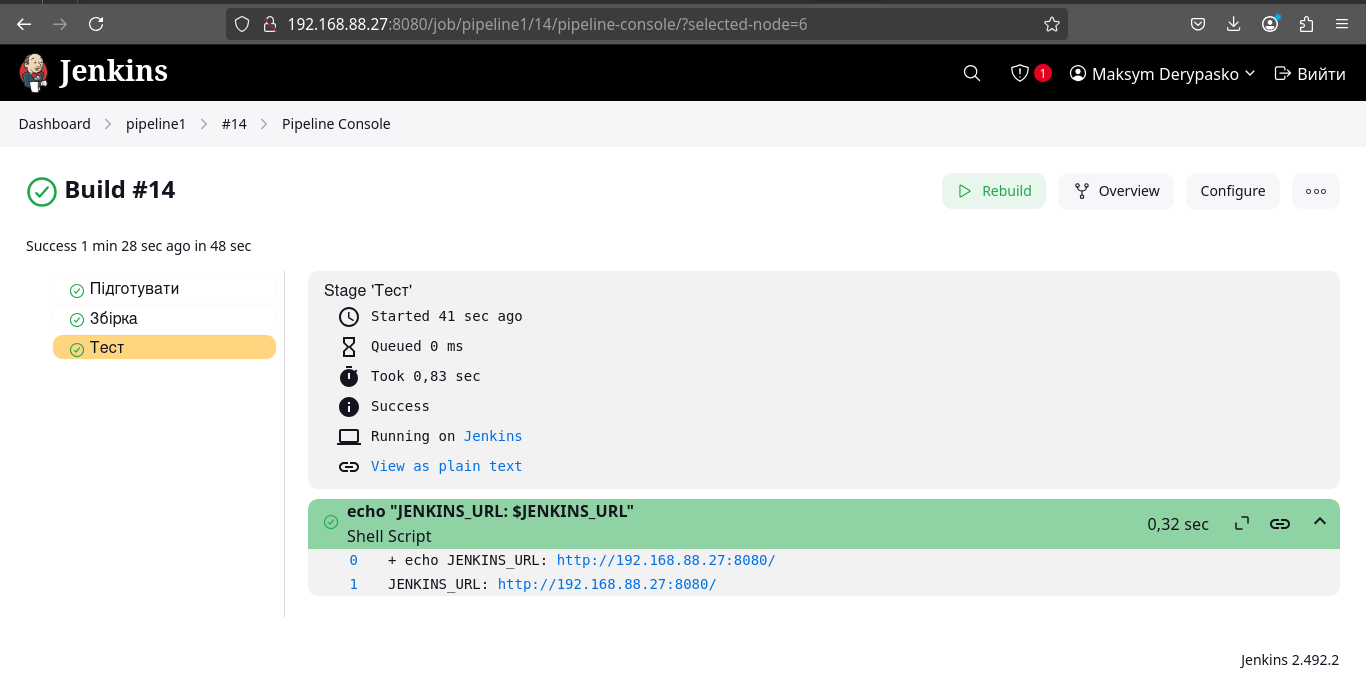 192.168.88.27:8080/job/pipeline1/14/pipeline-console/?selected-node=6
Jenkins
1
Maksym Derypasko
Вийти
Dashboard
pipeline1
#14
Pipeline Console
Build #14
Rebuild
Overview
Configure
Success 1 min 28 sec ago in 48 sec
Підготувати
Збірка
Тест
Stage 'Тест'
Started 41 sec ago
Queued 0 ms
Took 0,83 sec
Success
Running on Jenkins
View as plain text
echo "JENKINS_URL: $JENKINS_URL"
Shell Script
0,32 sec
0 + echo JENKINS_URL: http://192.168.88.27:8080/
1 JENKINS_URL: http://192.168.88.27:8080/
Jenkins 2.492.2